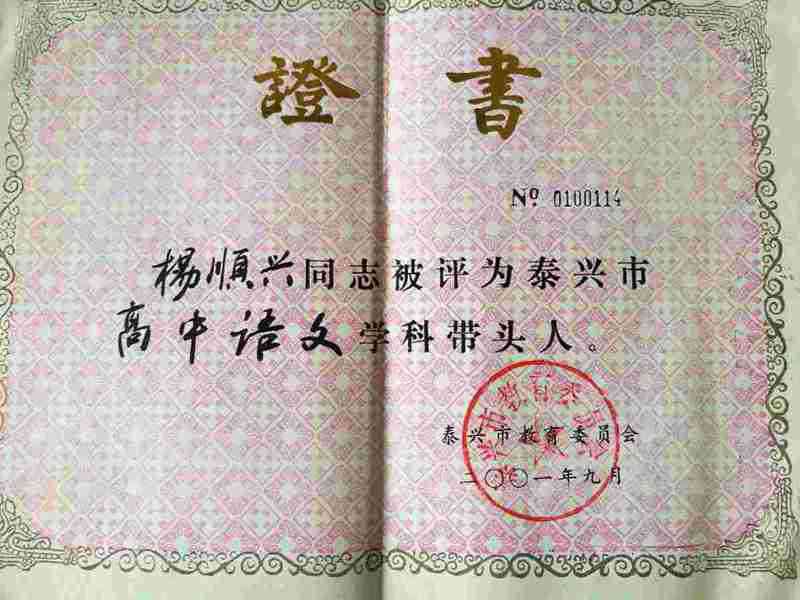 證書
№ 0100114
楊順兴同志被评为泰兴市
高中语文学科带头人。
泰兴市教育委员会
二〇〇一年九月